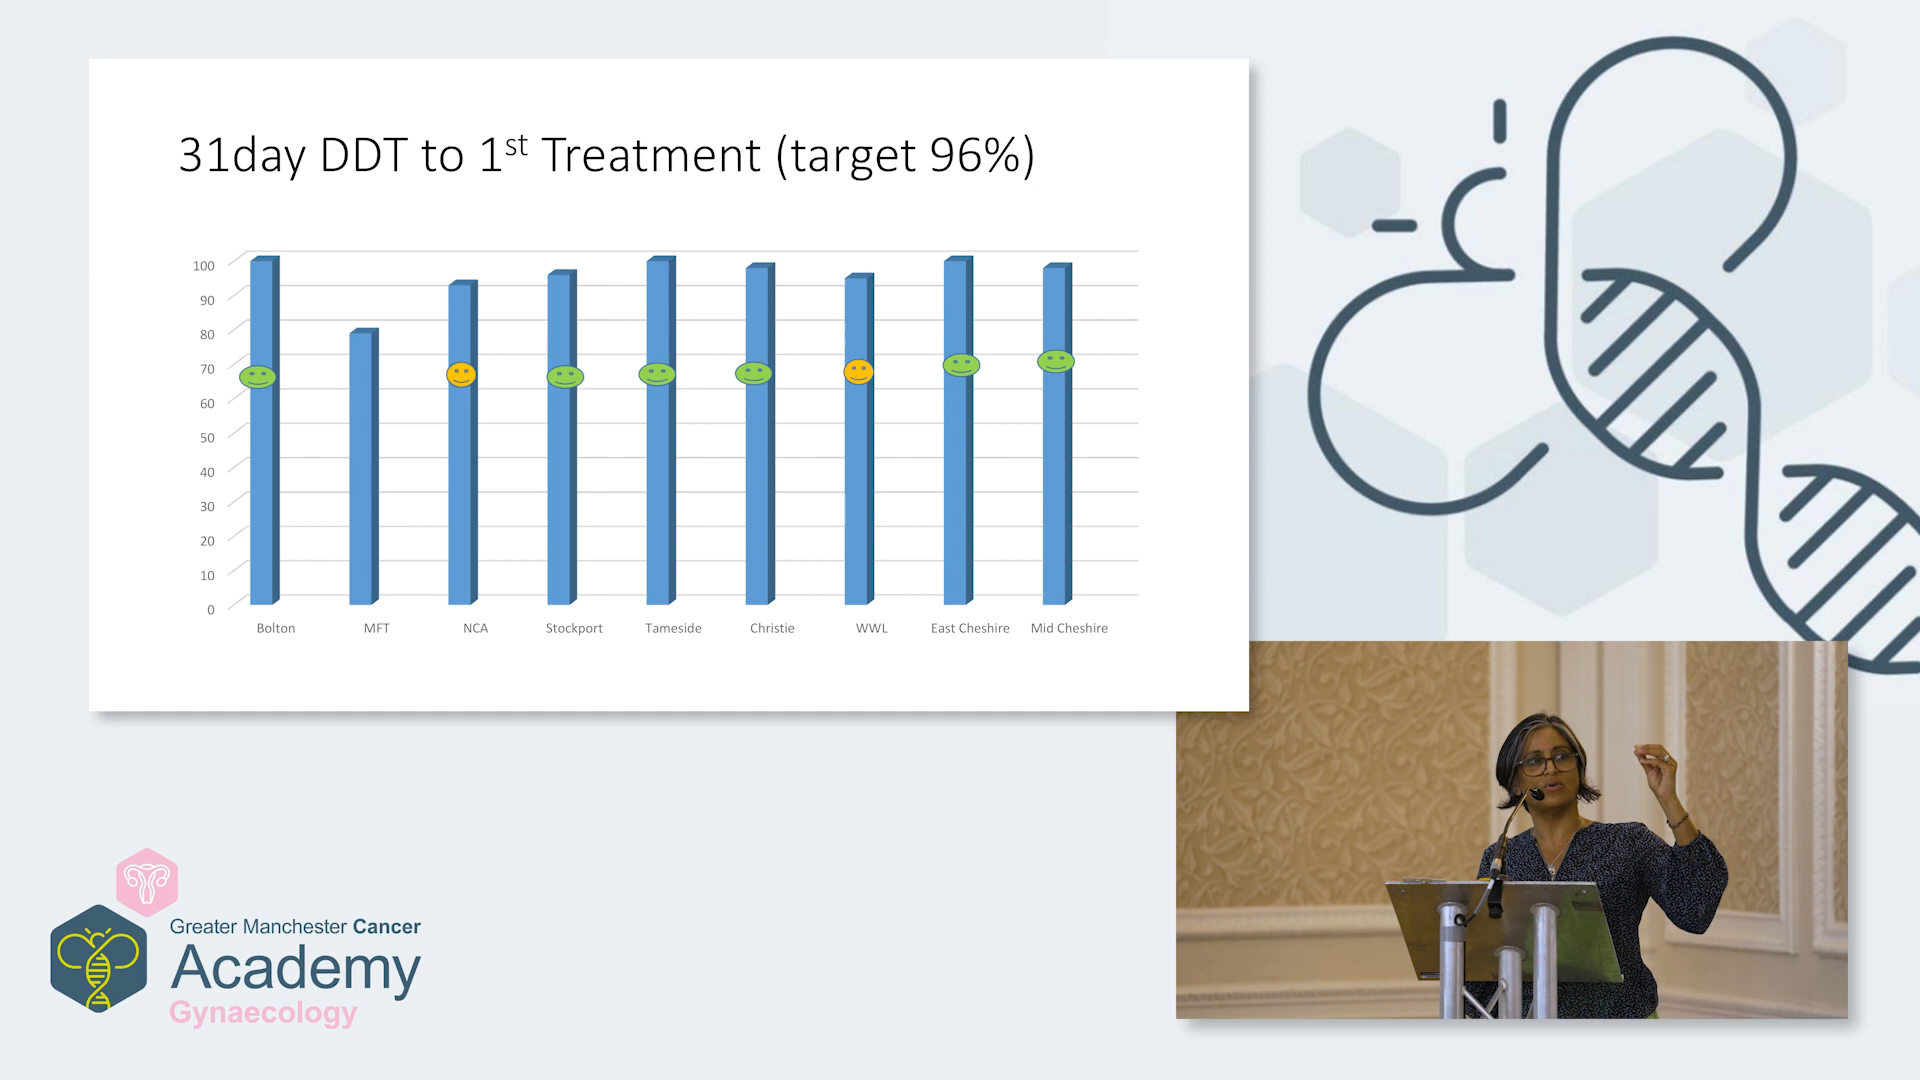 31day DDT to 1st Treatment (target 96%)
100
90
80
70
60
50
40
30
20
10
0
Bolton MFT NCA Stockport Tameside Christie WWL East Cheshire Mid Cheshire
Greater Manchester Cancer
Academy
Gynaecology